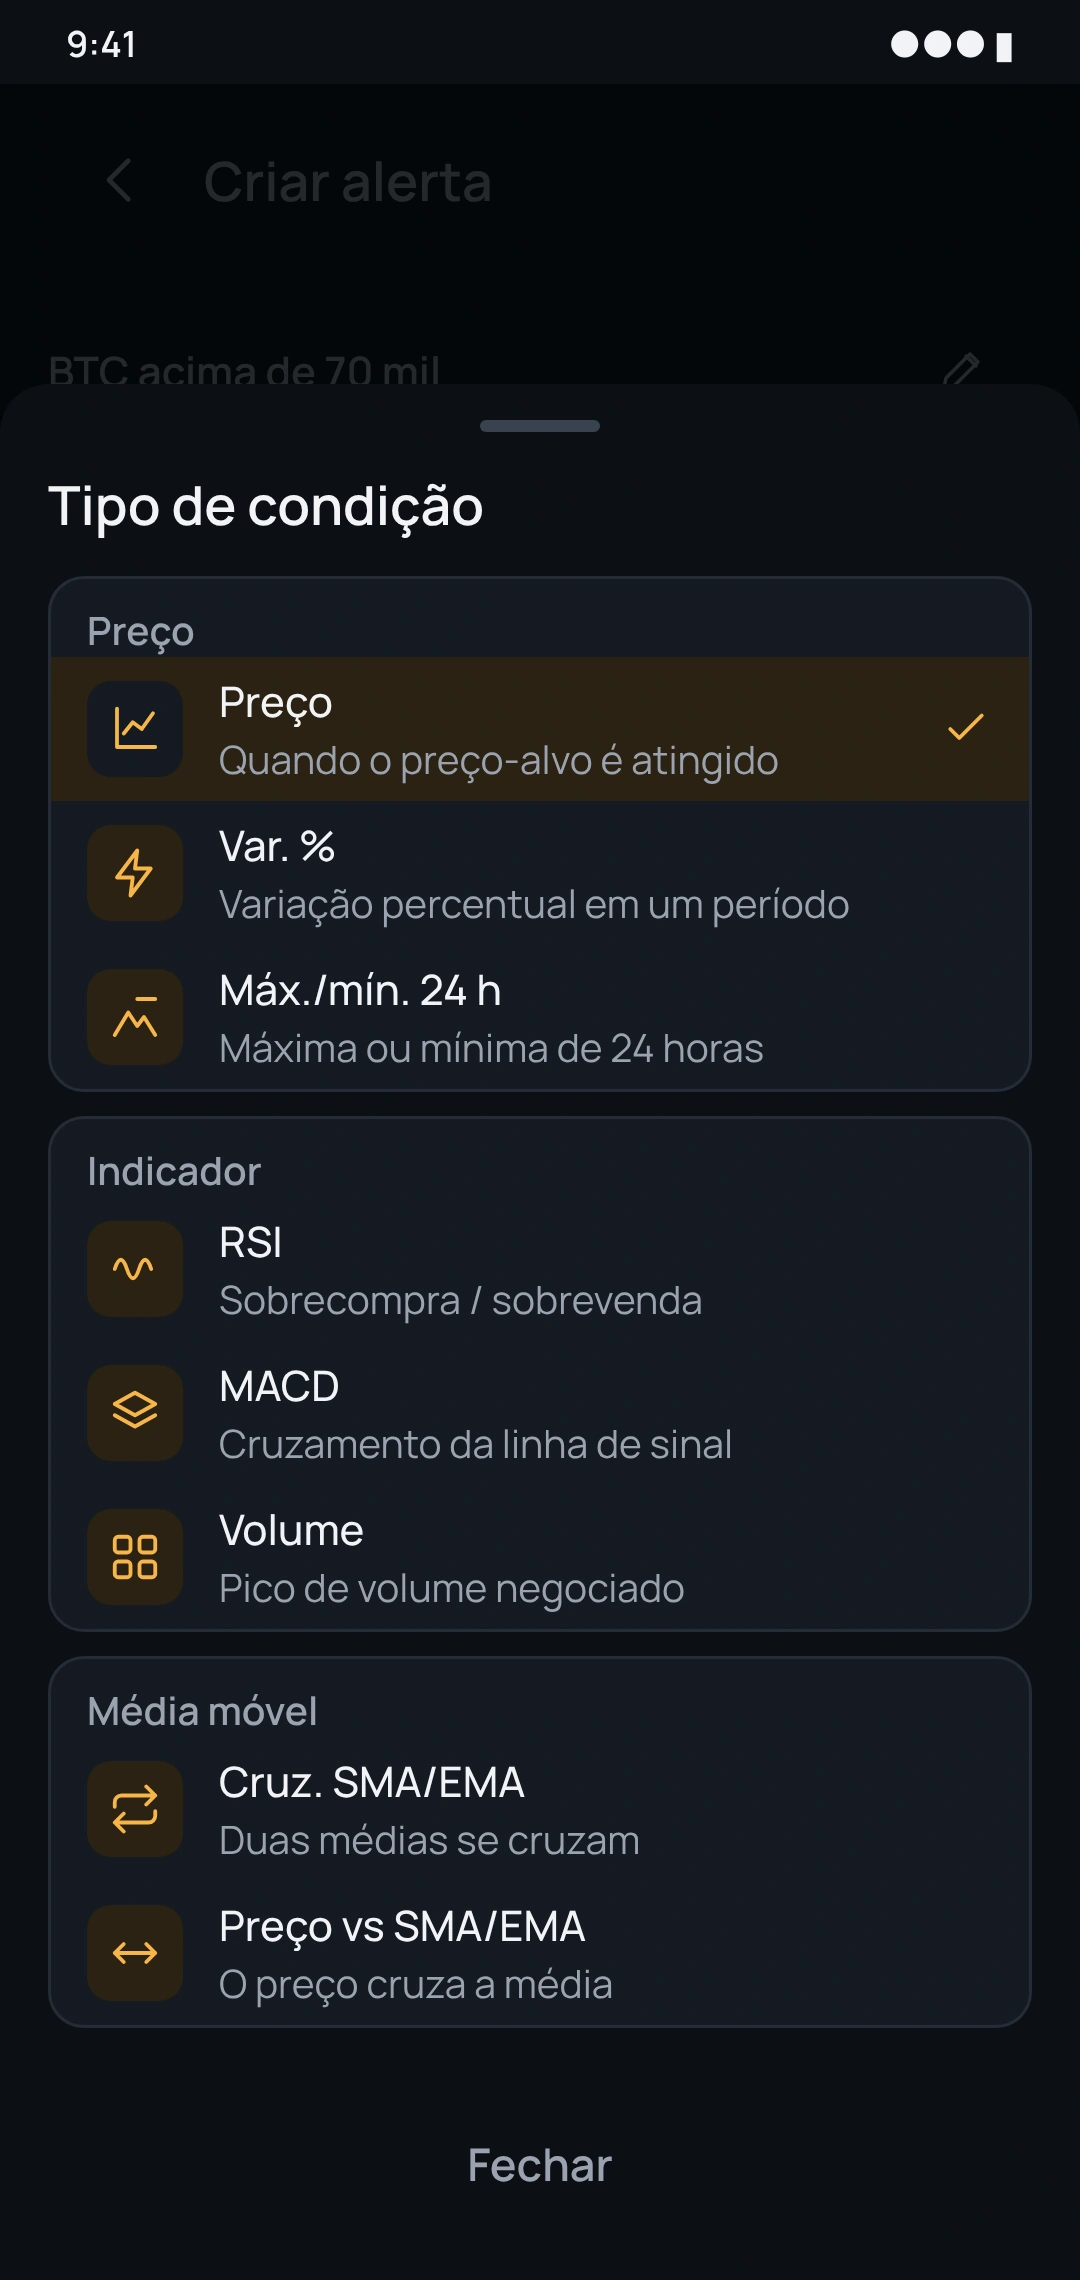 9:41
Criar alerta
BTC acima de 70 mil
Tipo de condição
Preço
Preço
Quando o preço-alvo é atingido
Var. %
Variação percentual em um período
Máx./mín. 24 h
Máxima ou mínima de 24 horas
Indicador
RSI
Sobrecompra / sobrevenda
MACD
Cruzamento da linha de sinal
Volume
Pico de volume negociado
Média móvel
Cruz. SMA/EMA
Duas médias se cruzam
Preço vs SMA/EMA
O preço cruza a média
Fechar